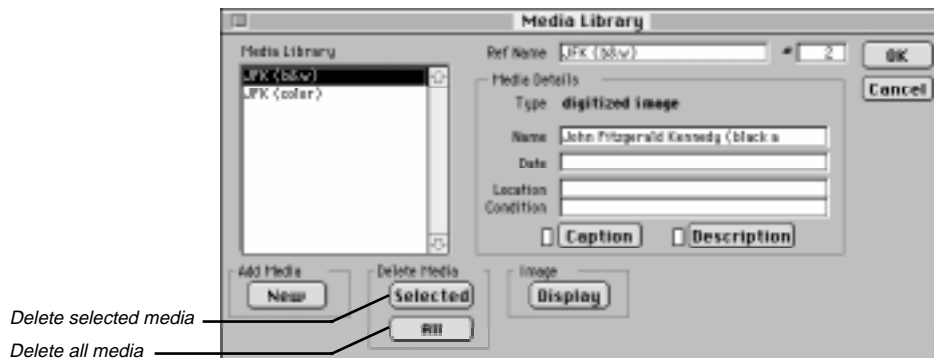 Media Library
Media Library
JFK (b&w)
JFK (color)
Ref Name JFK (b&w) # 2
OK
Cancel
Media Details
Type digitized image
Name John Fitzgerald Kennedy (black a
Date
Location
Condition
Caption Description
Add Media
New
Delete Media
Selected
All
Image
Display
Delete selected media
Delete all media